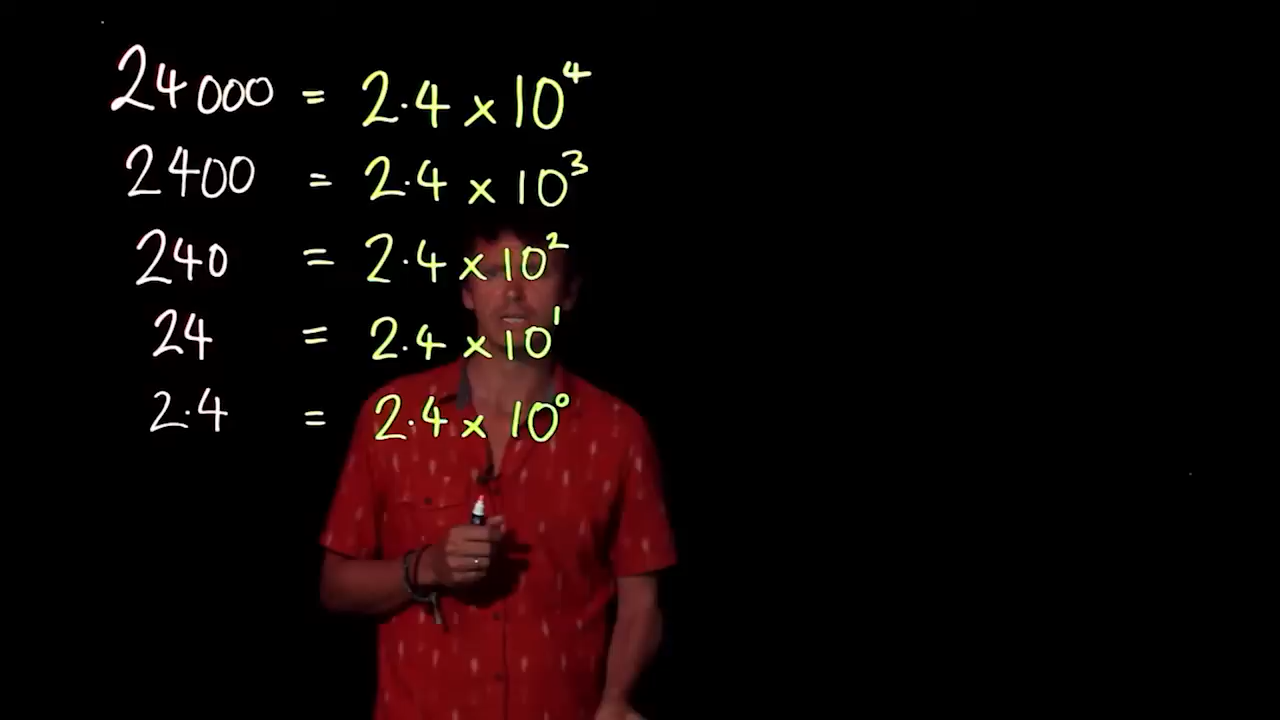 24000 = 2.4 x 10⁴
2400 = 2.4 x 10³
240 = 2.4 x 10²
24 = 2.4 x 10¹
2.4 = 2.4 x 10⁰